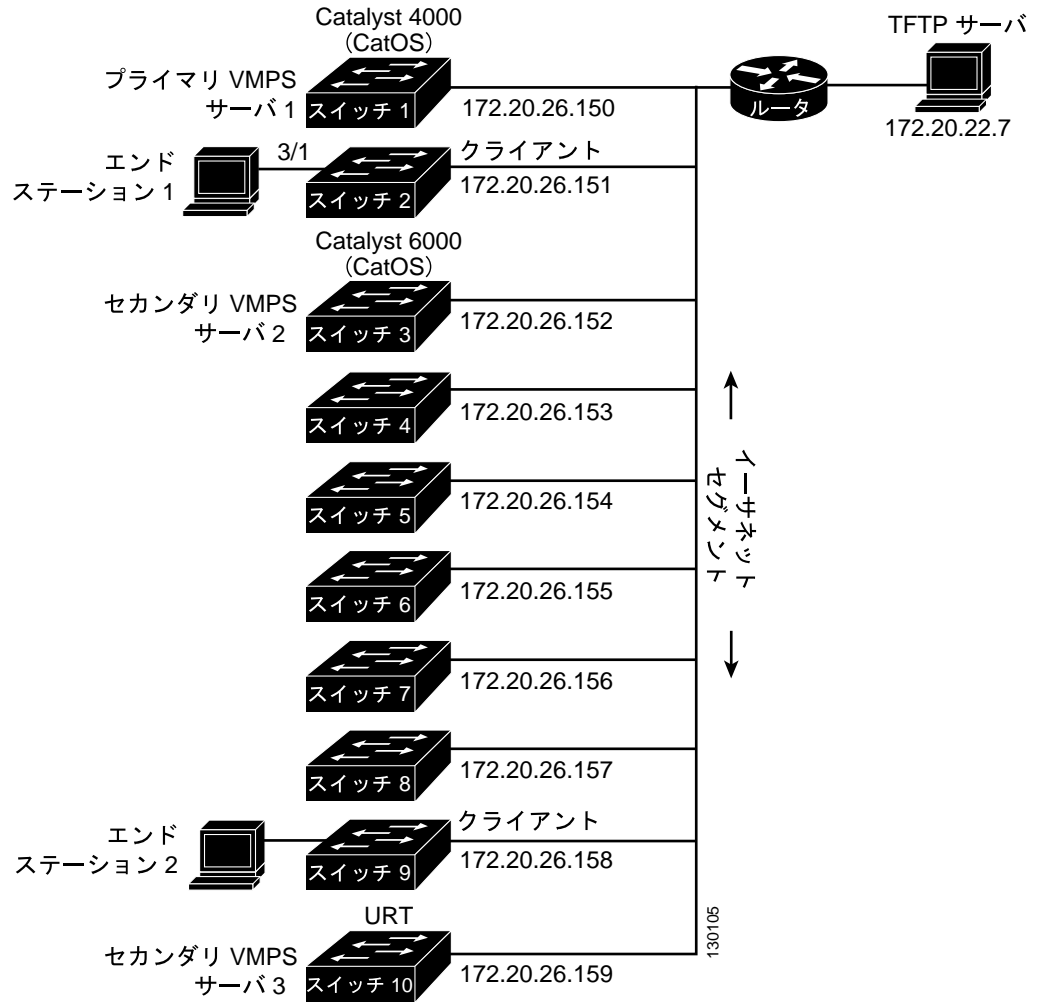 Catalyst 4000
（CatOS）
TFTP サーバ
プライマリ VMPS
サーバ 1
スイッチ 1
172.20.26.150
ルータ
172.20.22.7
エンド
ステーション 1
3/1
クライアント
スイッチ 2
172.20.26.151
Catalyst 6000
（CatOS）
セカンダリ VMPS
サーバ 2
スイッチ 3
172.20.26.152
スイッチ 4
172.20.26.153
イーサネット
セグメント
スイッチ 5
172.20.26.154
スイッチ 6
172.20.26.155
スイッチ 7
172.20.26.156
スイッチ 8
172.20.26.157
エンド
ステーション 2
クライアント
スイッチ 9
172.20.26.158
URT
セカンダリ VMPS
サーバ 3
スイッチ 10
172.20.26.159
130105